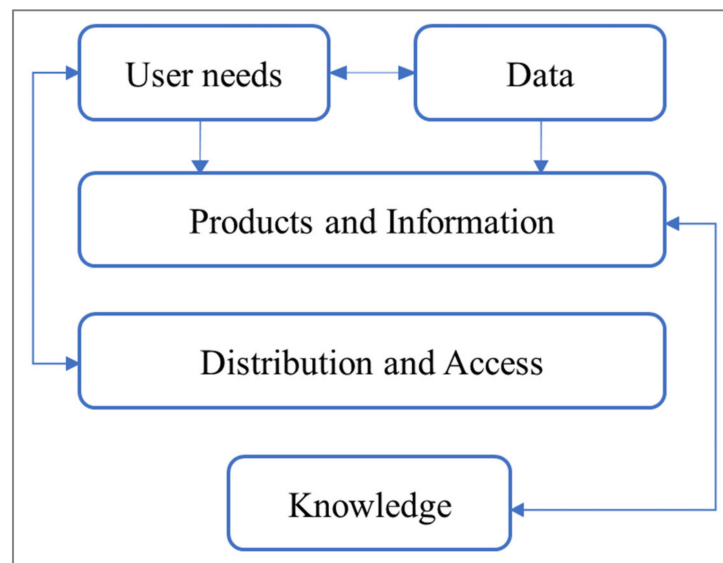 User needs
Data
Products and Information
Distribution and Access
Knowledge